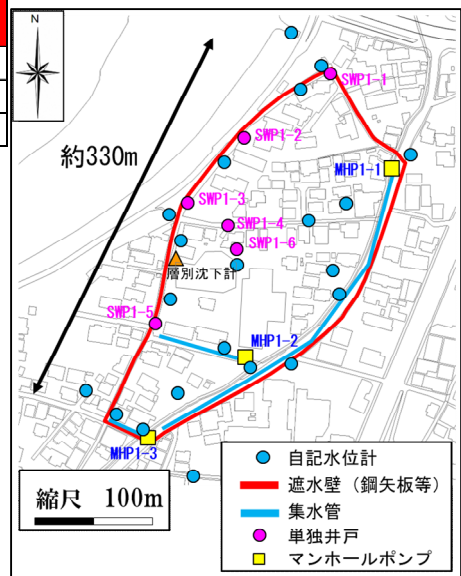 N
SWP1-1
SWP1-2
MHP1-1
約330m
SWP1-3
SWP1-4
SWP1-6
層別沈下計
SWP1-5
MHP1-2
MHP1-3
縮尺 100m
自記水位計
遮水壁（鋼矢板等）
集水管
単独井戸
マンホールポンプ